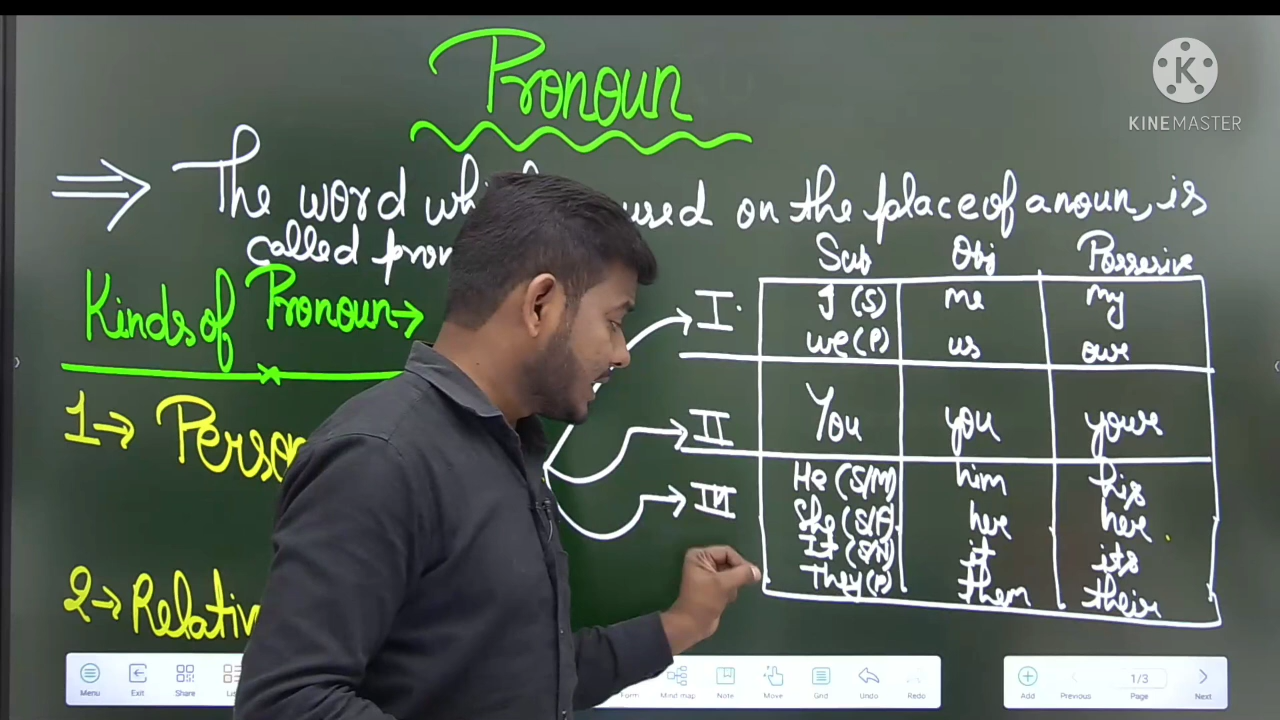 Pronoun
KINEMASTER
⇒ The word wh used on the place of a noun, is
called pron
Sub Obj Possesive
Kinds of Pronoun →
I. I (S) me my
we (P) us our
1→ Person
II You you yours
III He (S/M) him his
She (S/F) her her
It (S/N) it its
They (P) them their
2→ Relativ
Menu Exit Share Form Mind map Note Move Grid Undo Redo Add Previous 1/3 Page Next